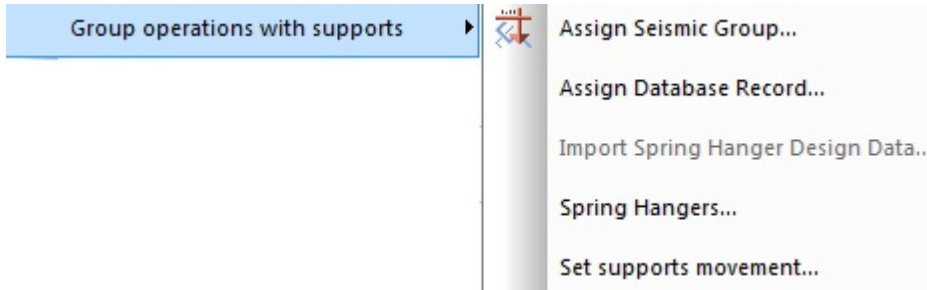 Group operations with supports
Assign Seismic Group...
Assign Database Record...
Import Spring Hanger Design Data..
Spring Hangers...
Set supports movement...